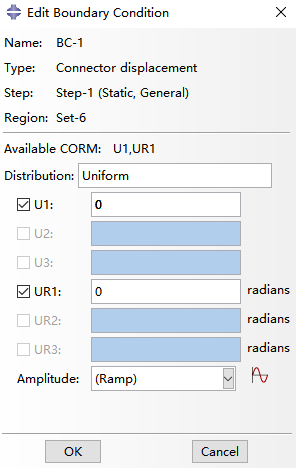 Edit Boundary Condition
Name: BC-1
Type: Connector displacement
Step: Step-1 (Static, General)
Region: Set-6
Available CORM: U1,UR1
Distribution: Uniform
U1: 0
U2:
U3:
UR1: 0 radians
UR2: radians
UR3: radians
Amplitude: (Ramp)
OK Cancel